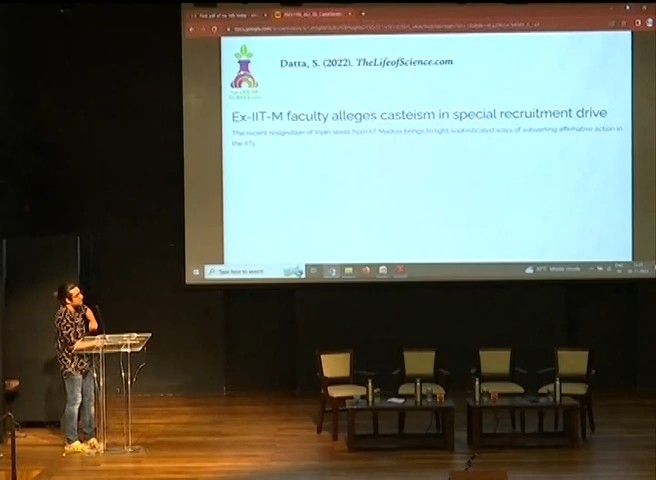 Datta, S. (2022). TheLifeofScience.com
Ex-IIT-M faculty alleges casteism in special recruitment drive
The recent resignation of Vipin Veetil from IIT Madras brings to light sophisticated ways of subverting affirmative action in
the IITs
Type here to search